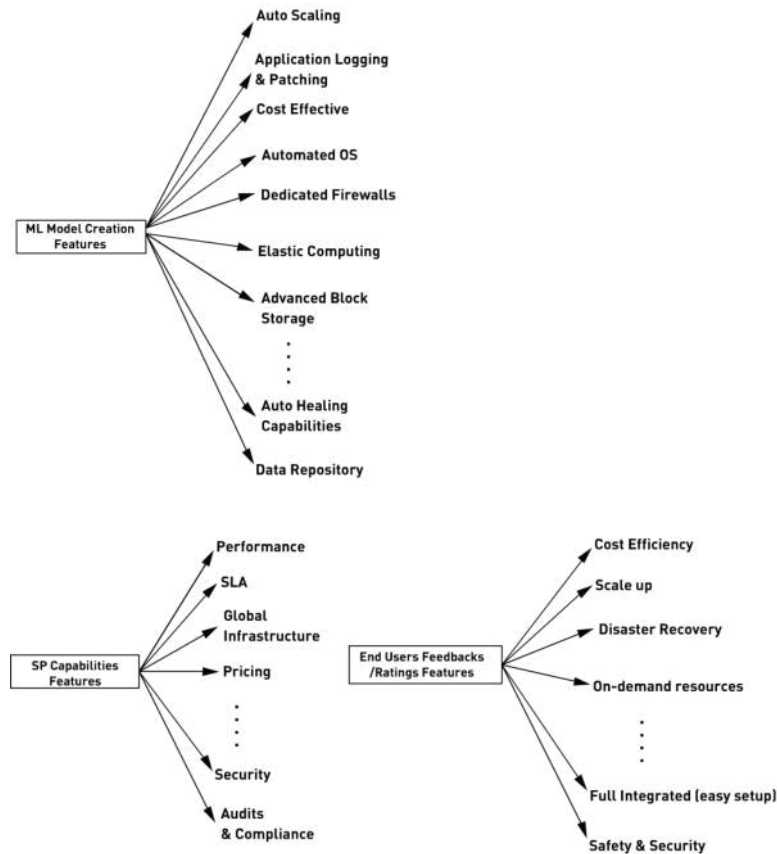 Auto Scaling
Application Logging
& Patching
Cost Effective
Automated OS
Dedicated Firewalls
ML Model Creation
Features
Elastic Computing
Advanced Block
Storage
Auto Healing
Capabilities
Data Repository
Performance
SLA
Global
Infrastructure
SP Capabilities
Features
Pricing
Security
Audits
& Compliance
Cost Efficiency
Scale up
Disaster Recovery
End Users Feedbacks
/Ratings Features
On-demand resources
Full Integrated (easy setup)
Safety & Security